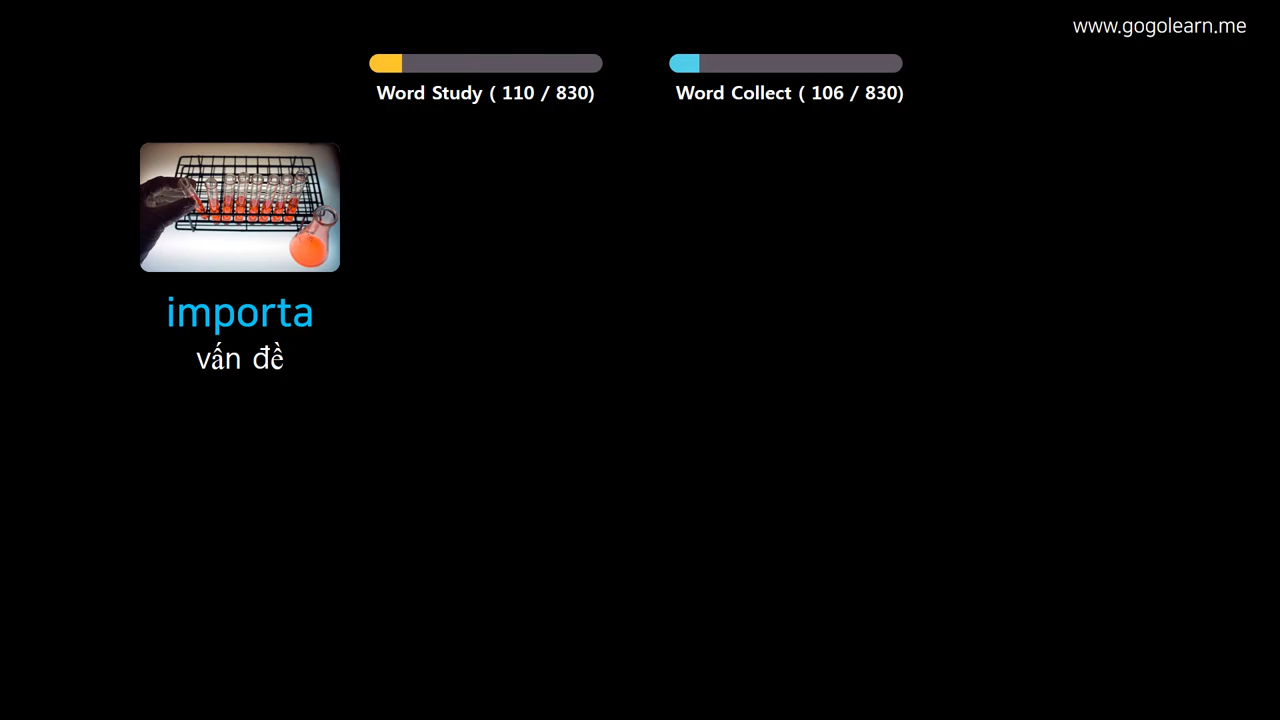 www.gogolearn.me
Word Study ( 110 / 830)
Word Collect ( 106 / 830)
importa
vấn đề